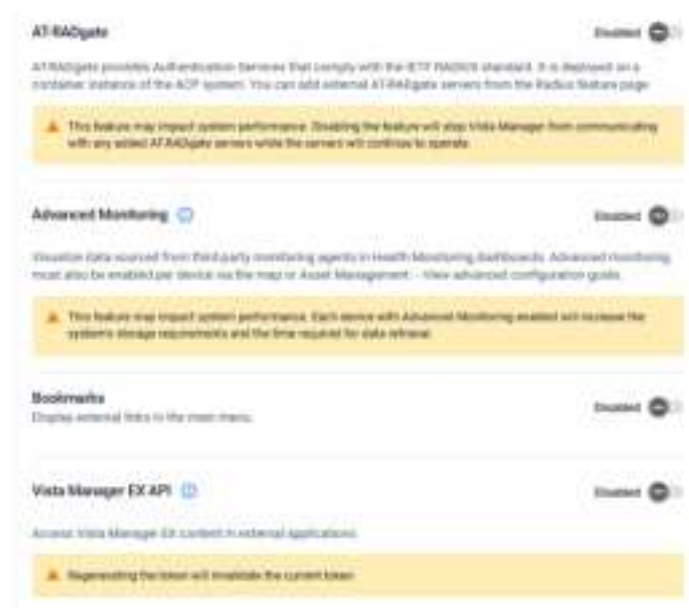 AT-RADgate
Disabled
AT-RADgate provides Authentication Services that comply with the IETF RADIUS standard. It is deployed on a
container instance of the ACP system. You can add external AT-RADgate servers from the Radius feature page
This feature may impact system performance. Disabling the feature will stop Vista Manager from communicating
with any added AT-RADgate servers while the servers will continue to operate.
Advanced Monitoring
Disabled
Visualize data sourced from third-party monitoring agents in Health Monitoring dashboards. Advanced monitoring
must also be enabled per device via the map or Asset Management. - View advanced configuration guide.
This feature may impact system performance. Each device with Advanced Monitoring enabled will increase the
system's storage requirements and the time required for data retrieval.
Bookmarks
Disabled
Display external links in the main menu.
Vista Manager EX API
Disabled
Access Vista Manager EX content in external applications
Regenerating the token will invalidate the current token